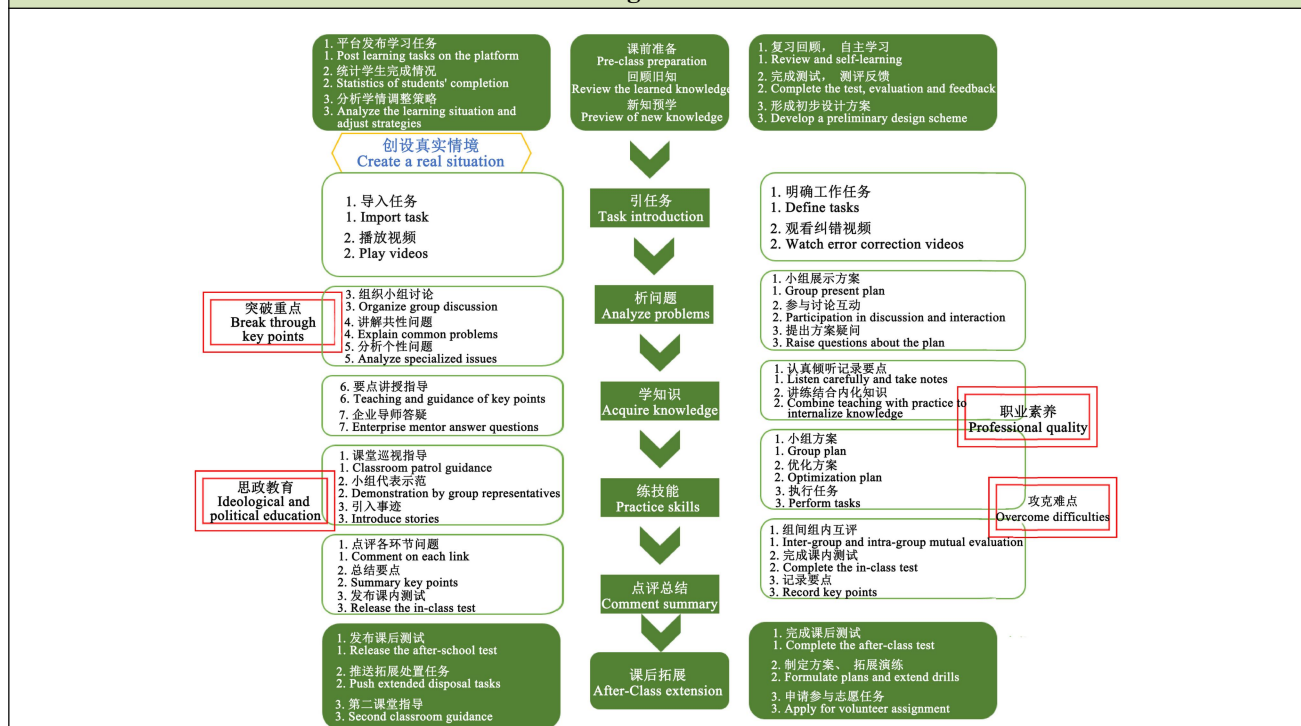 1. 平台发布学习任务
1. Post learning tasks on the platform
2. 统计学生完成情况
2. Statistics of students' completion
3. 分析学情调整策略
3. Analyze the learning situation and
adjust strategies
课前准备
Pre-class preparation
回顾旧知
Review the learned knowledge
新知预学
Preview of new knowledge
1. 复习回顾， 自主学习
1. Review and self-learning
2. 完成测试， 测评反馈
2. Complete the test, evaluation and feedback
3. 形成初步设计方案
3. Develop a preliminary design scheme
创设真实情境
Create a real situation
1. 导入任务
1. Import task
2. 播放视频
2. Play videos
引任务
Task introduction
1. 明确工作任务
1. Define tasks
2. 观看纠错视频
2. Watch error correction videos
突破重点
Break through
key points
3. 组织小组讨论
3. Organize group discussion
4. 讲解共性问题
4. Explain common problems
5. 分析个性问题
5. Analyze specialized issues
析问题
Analyze problems
1. 小组展示方案
1. Group present plan
2. 参与讨论互动
2. Participation in discussion and interaction
3. 提出方案疑问
3. Raise questions about the plan
6. 要点讲授指导
6. Teaching and guidance of key points
7. 企业导师答疑
7. Enterprise mentor answer questions
学知识
Acquire knowledge
1. 认真倾听记录要点
1. Listen carefully and take notes
2. 讲练结合内化知识
2. Combine teaching with practice to
internalize knowledge
职业素养
Professional quality
思政教育
Ideological and
political education
1. 课堂巡视指导
1. Classroom patrol guidance
2. 小组代表示范
2. Demonstration by group representatives
3. 引入事迹
3. Introduce stories
练技能
Practice skills
1. 小组方案
1. Group plan
2. 优化方案
2. Optimization plan
3. 执行任务
3. Perform tasks
攻克难点
Overcome difficulties
1. 点评各环节问题
1. Comment on each link
2. 总结要点
2. Summary key points
3. 发布课内测试
3. Release the in-class test
点评总结
Comment summary
1. 组间组内互评
1. Inter-group and intra-group mutual evaluation
2. 完成课内测试
2. Complete the in-class test
3. 记录要点
3. Record key points
1. 发布课后测试
1. Release the after-school test
2. 推送拓展处置任务
2. Push extended disposal tasks
3. 第二课堂指导
3. Second classroom guidance
课后拓展
After-Class extension
1. 完成课后测试
1. Complete the after-class test
2. 制定方案、 拓展演练
2. Formulate plans and extend drills
3. 申请参与志愿任务
3. Apply for volunteer assignment